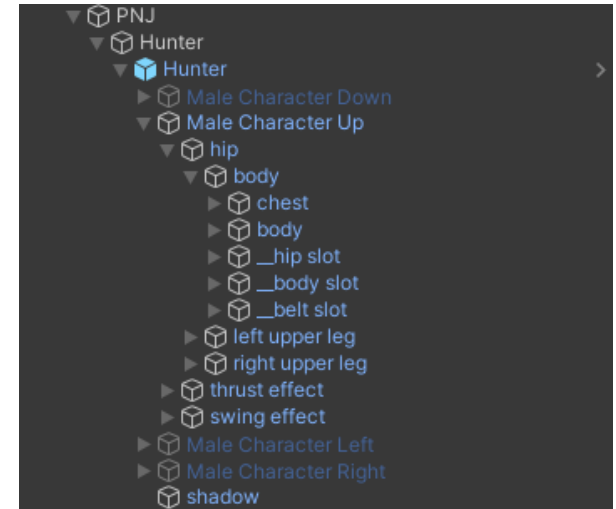 PNJ
Hunter
Hunter
Male Character Down
Male Character Up
hip
body
chest
body
__hip slot
__body slot
__belt slot
left upper leg
right upper leg
thrust effect
swing effect
Male Character Left
Male Character Right
shadow